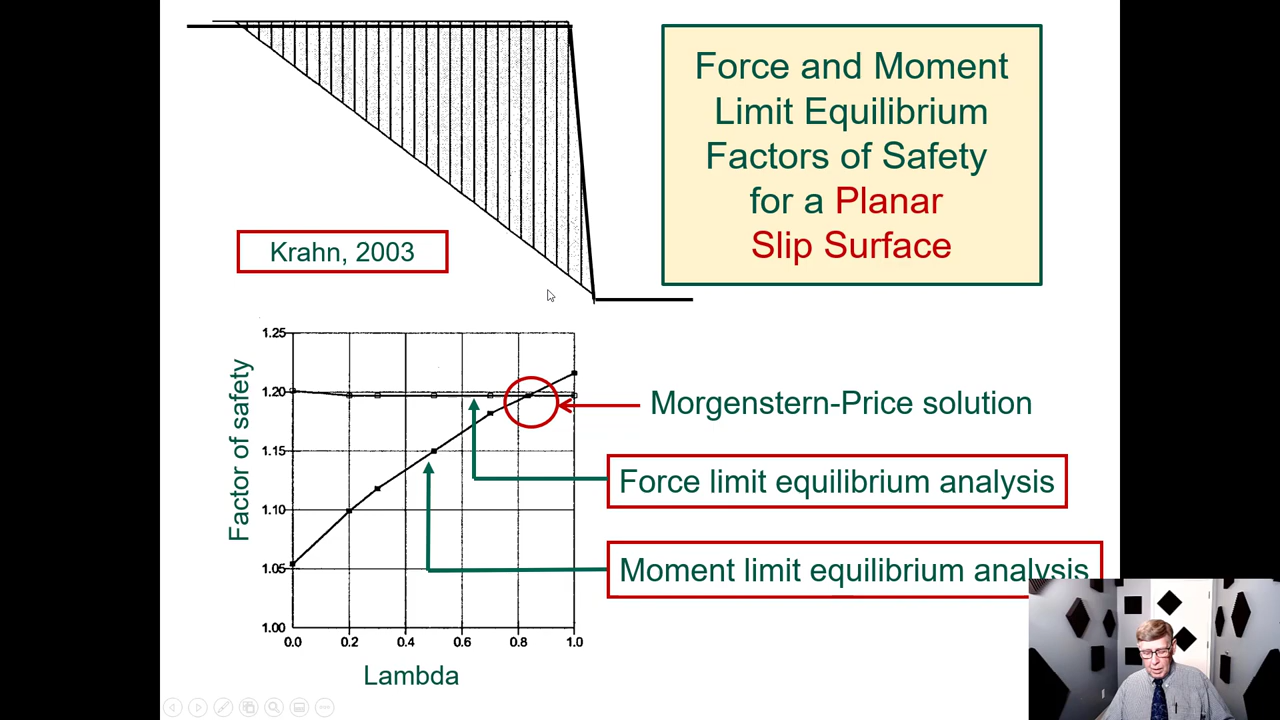 Force and Moment
Limit Equilibrium
Factors of Safety
for a Planar
Slip Surface
Krahn, 2003
1.25
1.20
1.15
1.10
1.05
1.00
Factor of safety
0.0 0.2 0.4 0.6 0.8 1.0
Lambda
Morgenstern-Price solution
Force limit equilibrium analysis
Moment limit equilibrium analysis